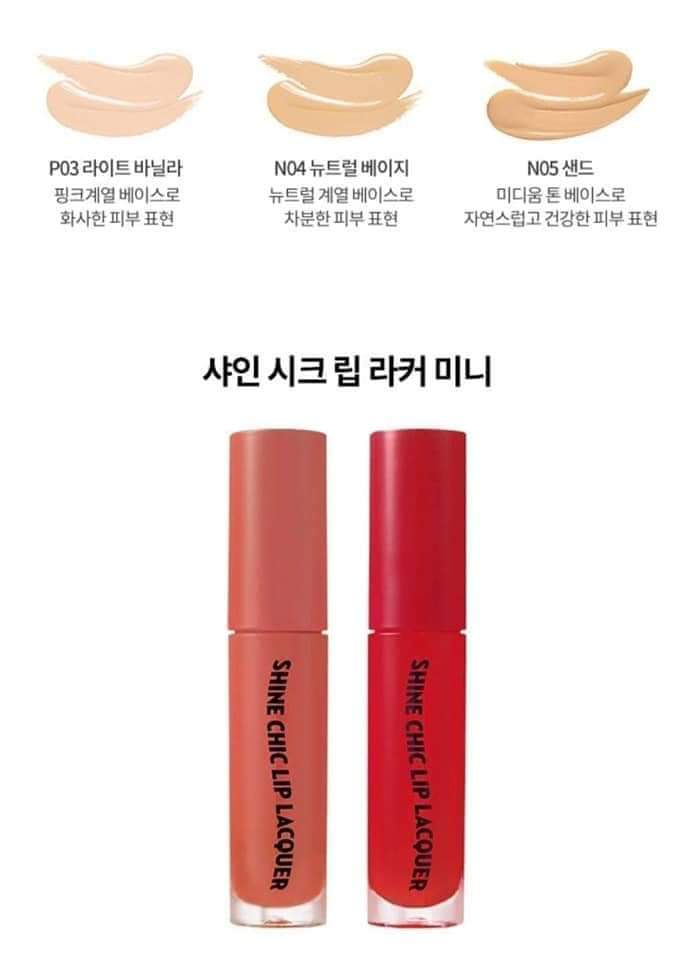 P03 라이트 바닐라
핑크계열 베이스로
화사한 피부 표현
N04 뉴트럴 베이지
뉴트럴 계열 베이스로
차분한 피부 표현
N05 샌드
미디움 톤 베이스로
자연스럽고 건강한 피부 표현
샤인 시크 립 라커 미니
SHINE CHIC LIP LACQUER
SHINE CHIC LIP LACQUER